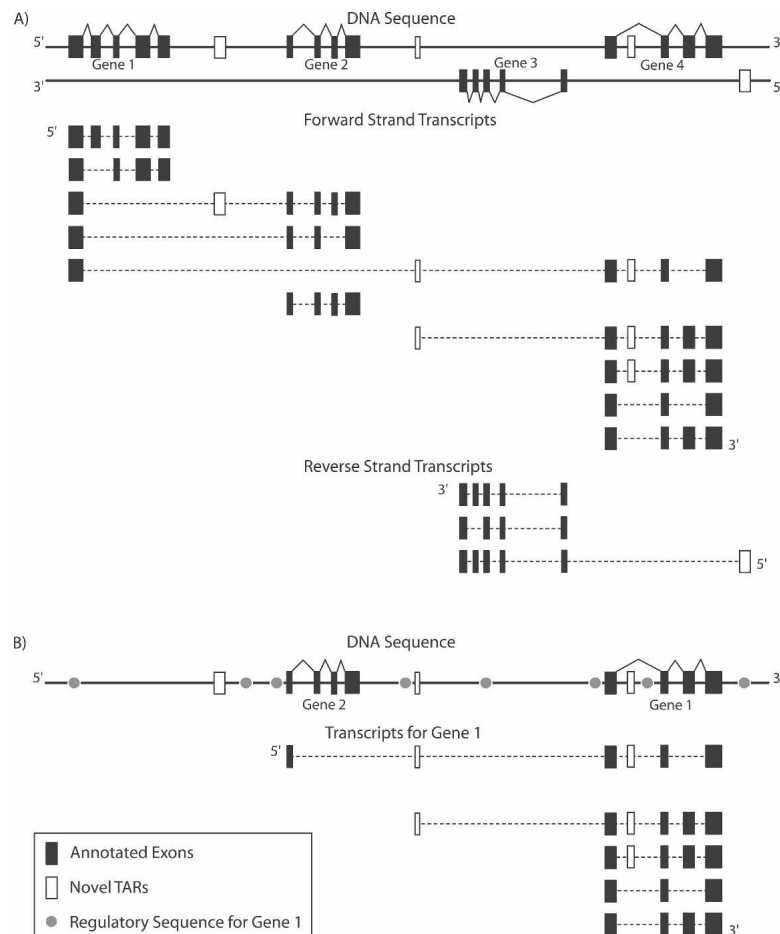 A)
DNA Sequence
5'
3'
Gene 1
Gene 2
Gene 3
Gene 4
3'
5
Forward Strand Transcripts
5'
3'
Reverse Strand Transcripts
3'
5'
B)
DNA Sequence
5'
3'
Gene 2
Gene 1
Transcripts for Gene 1
5'
Annotated Exons
Novel TARs
Regulatory Sequence for Gene 1
3'